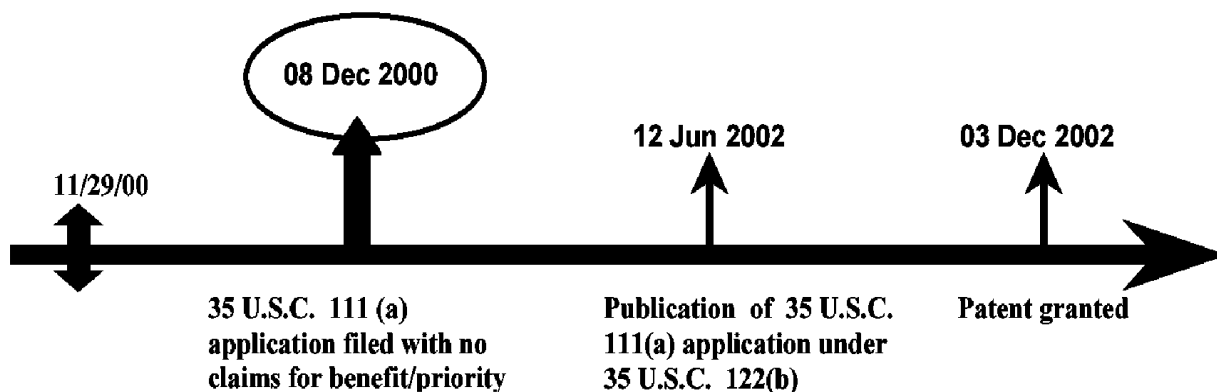 08 Dec 2000
12 Jun 2002
03 Dec 2002
11/29/00
35 U.S.C. 111 (a)
application filed with no
claims for benefit/priority
Publication of 35 U.S.C.
111(a) application under
35 U.S.C. 122(b)
Patent granted